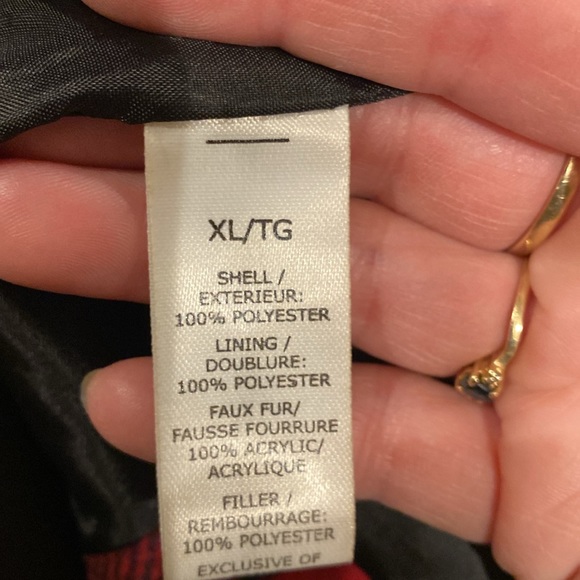 XL/TG
SHELL /
EXTERIEUR:
100% POLYESTER
LINING /
DOUBLURE:
100% POLYESTER
FAUX FUR/
FAUSSE FOURRURE
100% ACRYLIC/
ACRYLIQUE
FILLER /
REMBOURRAGE:
100% POLYESTER
EXCLUSIVE OF